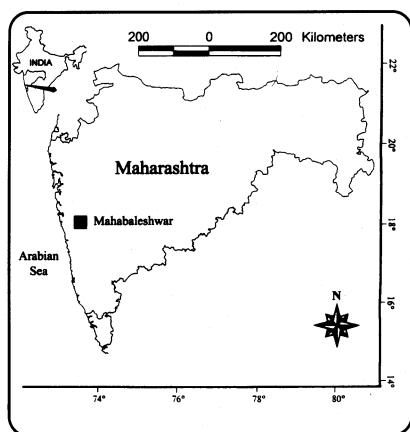 200 0 200 Kilometers
INDIA
22°
20°
Maharashtra
Mahabaleshwar
18°
Arabian
Sea
N
16°
14°
74° 76° 78° 80°